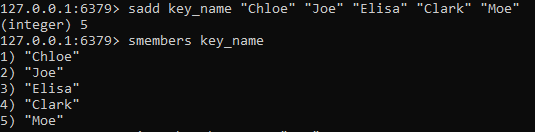 127.0.0.1:6379> sadd key_name "Chloe" "Joe" "Elisa" "Clark" "Moe"
(integer) 5
127.0.0.1:6379> smembers key_name
1) "Chloe"
2) "Joe"
3) "Elisa"
4) "Clark"
5) "Moe"